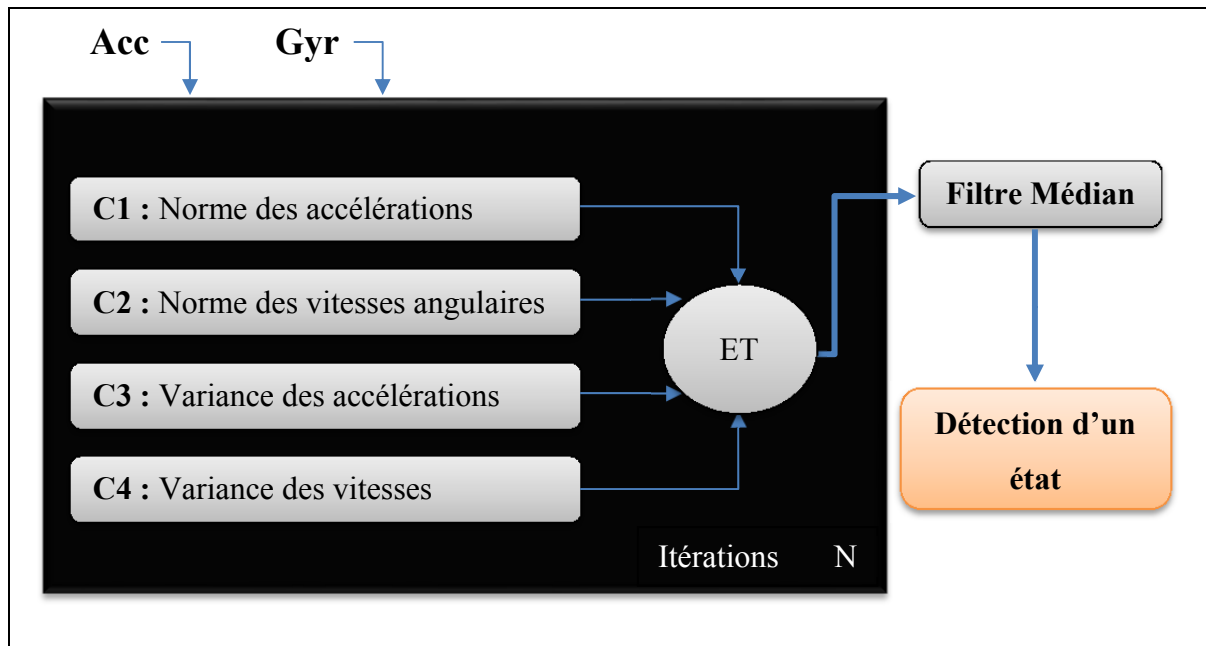 Acc
Gyr
C1 : Norme des accélérations
C2 : Norme des vitesses angulaires
C3 : Variance des accélérations
C4 : Variance des vitesses
ET
Itérations N
Filtre Médian
Détection d’un
état